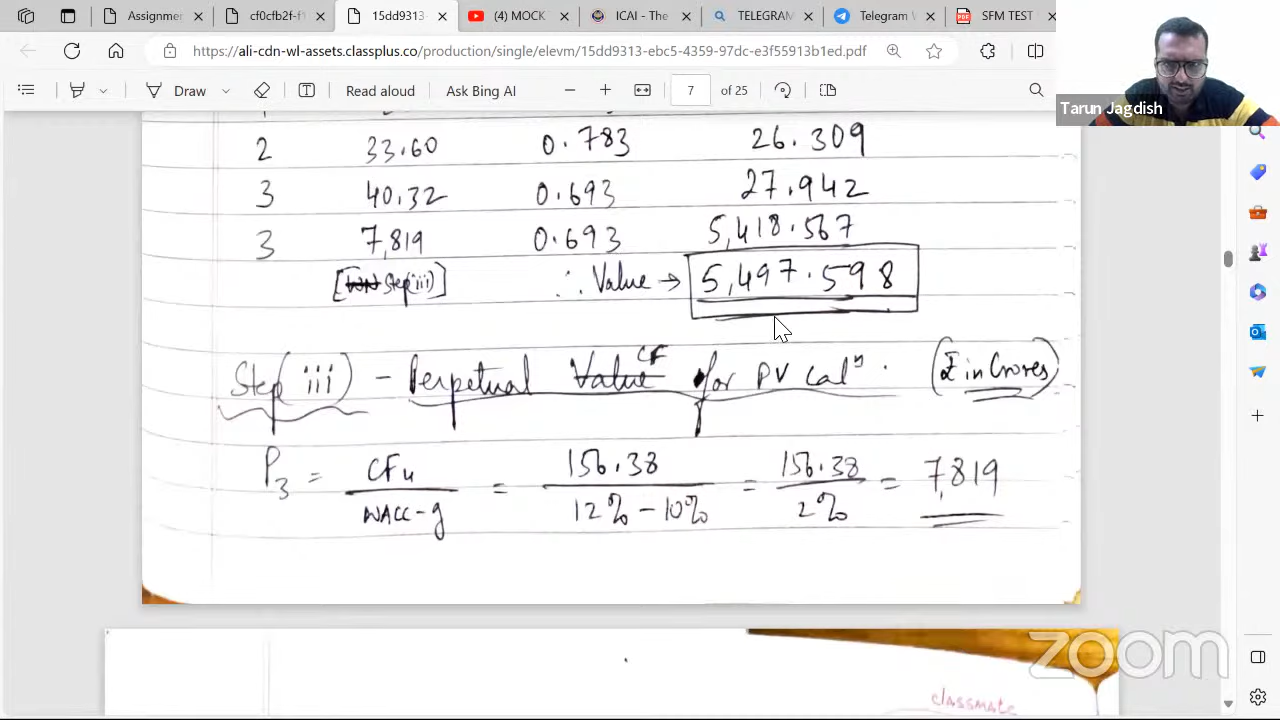 Assignme
cf0cfb2f-f
15dd9313-
(4) MOCK
ICAI - The
TELEGRAM
Telegram
SFM TEST
https://ali-cdn-wl-assets.classplus.co/production/single/elevm/15dd9313-ebc5-4359-97dc-e3f55913b1ed.pdf
Draw
Read aloud
Ask Bing AI
7 of 25
Tarun Jagdish
2 33.60 0.783 26.309
3 40.32 0.693 27.942
3 7,819 0.693 5,418.567
[Step(iii)] ∴ Value → 5,497.598
Step(iii) - Perpetual Value CF for PV calⁿ. (₹ in Crores)
P3 = CF4 / WACC-g = 156.38 / 12% - 10% = 156.38 / 2% = 7,819
zoom
classmate